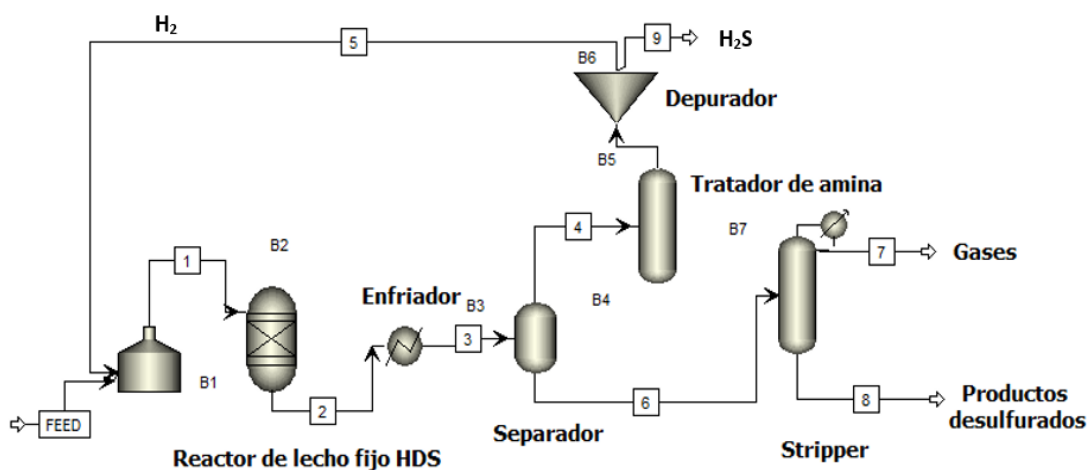 H₂
5
9
H₂S
B6
Depurador
B5
Tratador de amina
4
B7
B2
1
7
Gases
Enfriador
B3
B4
3
B1
2
6
8
Productos
desulfurados
FEED
Separador
Stripper
Reactor de lecho fijo HDS